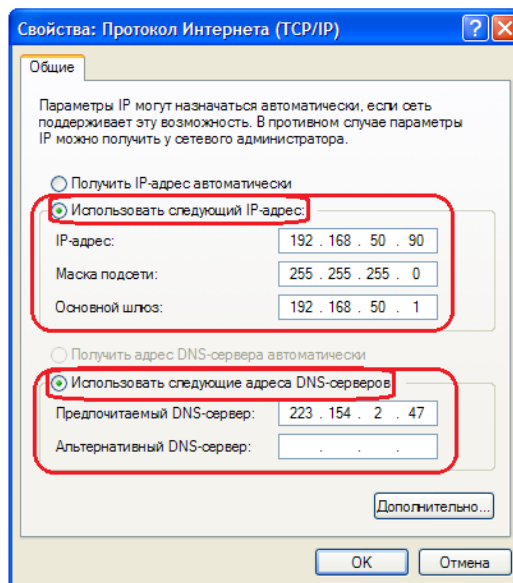 Свойства: Протокол Интернета (TCP/IP)
Общие
Параметры IP могут назначаться автоматически, если сеть
поддерживает эту возможность. В противном случае параметры
IP можно получить у сетевого администратора.
Получить IP-адрес автоматически
Использовать следующий IP-адрес:
IP-адрес: 192 . 168 . 50 . 90
Маска подсети: 255 . 255 . 255 . 0
Основной шлюз: 192 . 168 . 50 . 1
Получить адрес DNS-сервера автоматически
Использовать следующие адреса DNS-серверов
Предпочитаемый DNS-сервер: 223 . 154 . 2 . 47
Альтернативный DNS-сервер: . . .
Дополнительно...
OK Отмена